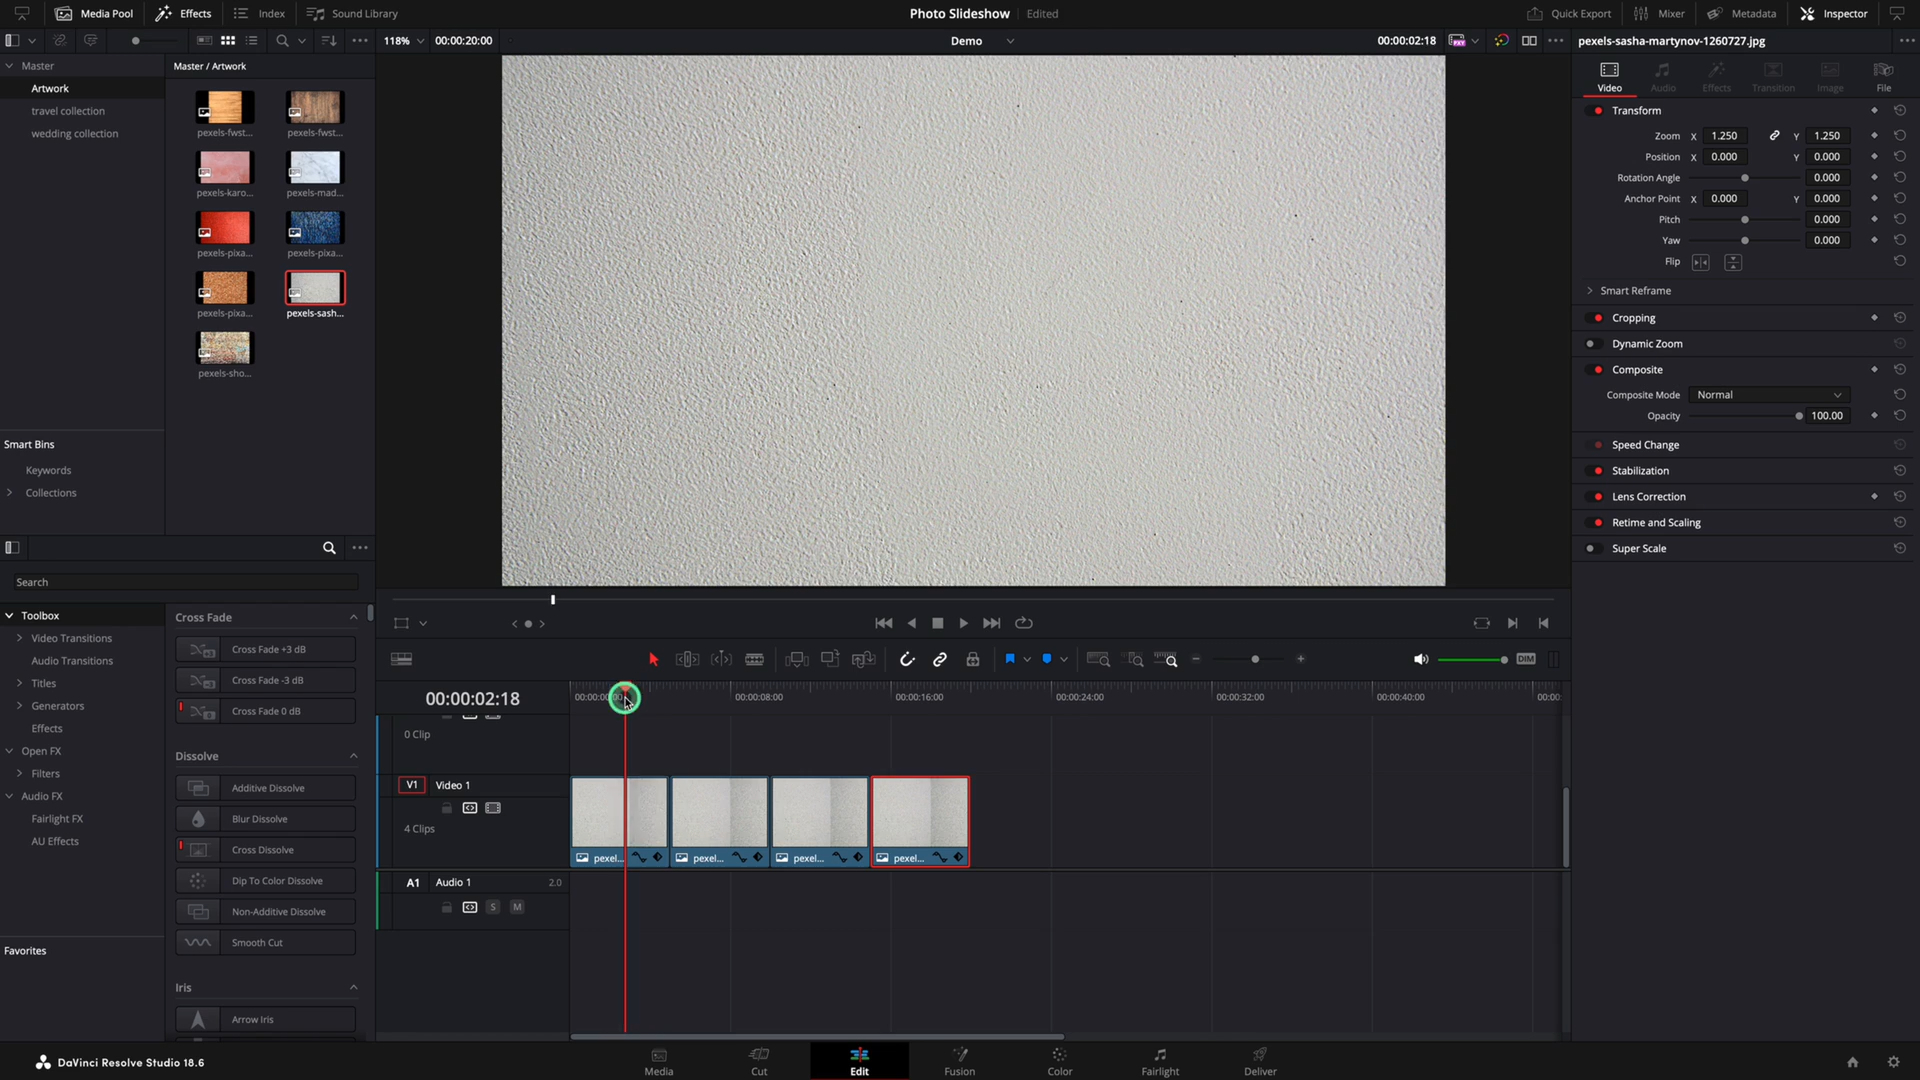 Media Pool Effects Index Sound Library Photo Slideshow Edited Quick Export Mixer Metadata Inspector
118% 00:00:20:00 Demo 00:00:02:18 pexels-sasha-martynov-1260727.jpg
Master
Artwork
travel collection
wedding collection
Master / Artwork
pexels-fwst... pexels-fwst...
pexels-karo... pexels-mad...
pexels-pixa... pexels-pixa...
pexels-pixa... pexels-sash...
pexels-sho...
Smart Bins
Keywords
Collections
Video Audio Effects Transition Image File
Transform
Zoom X 1.250 Y 1.250
Position X 0.000 Y 0.000
Rotation Angle 0.000
Anchor Point X 0.000 Y 0.000
Pitch 0.000
Yaw 0.000
Flip
Smart Reframe
Cropping
Dynamic Zoom
Composite
Composite Mode Normal
Opacity 100.00
Speed Change
Stabilization
Lens Correction
Retime and Scaling
Super Scale
Search
Toolbox
Video Transitions
Audio Transitions
Titles
Generators
Effects
Open FX
Filters
Audio FX
Fairlight FX
AU Effects
Favorites
Cross Fade
Cross Fade +3 dB
Cross Fade -3 dB
Cross Fade 0 dB
Dissolve
Additive Dissolve
Blur Dissolve
Cross Dissolve
Dip To Color Dissolve
Non-Additive Dissolve
Smooth Cut
Iris
Arrow Iris
DIM
00:00:02:18 00:00:08:00 00:00:16:00 00:00:24:00 00:00:32:00 00:00:40:00
0 Clip
V1 Video 1
4 Clips
pexel... pexel... pexel... pexel...
A1 Audio 1 2.0
S M
DaVinci Resolve Studio 18.6
Media Cut Edit Fusion Color Fairlight Deliver